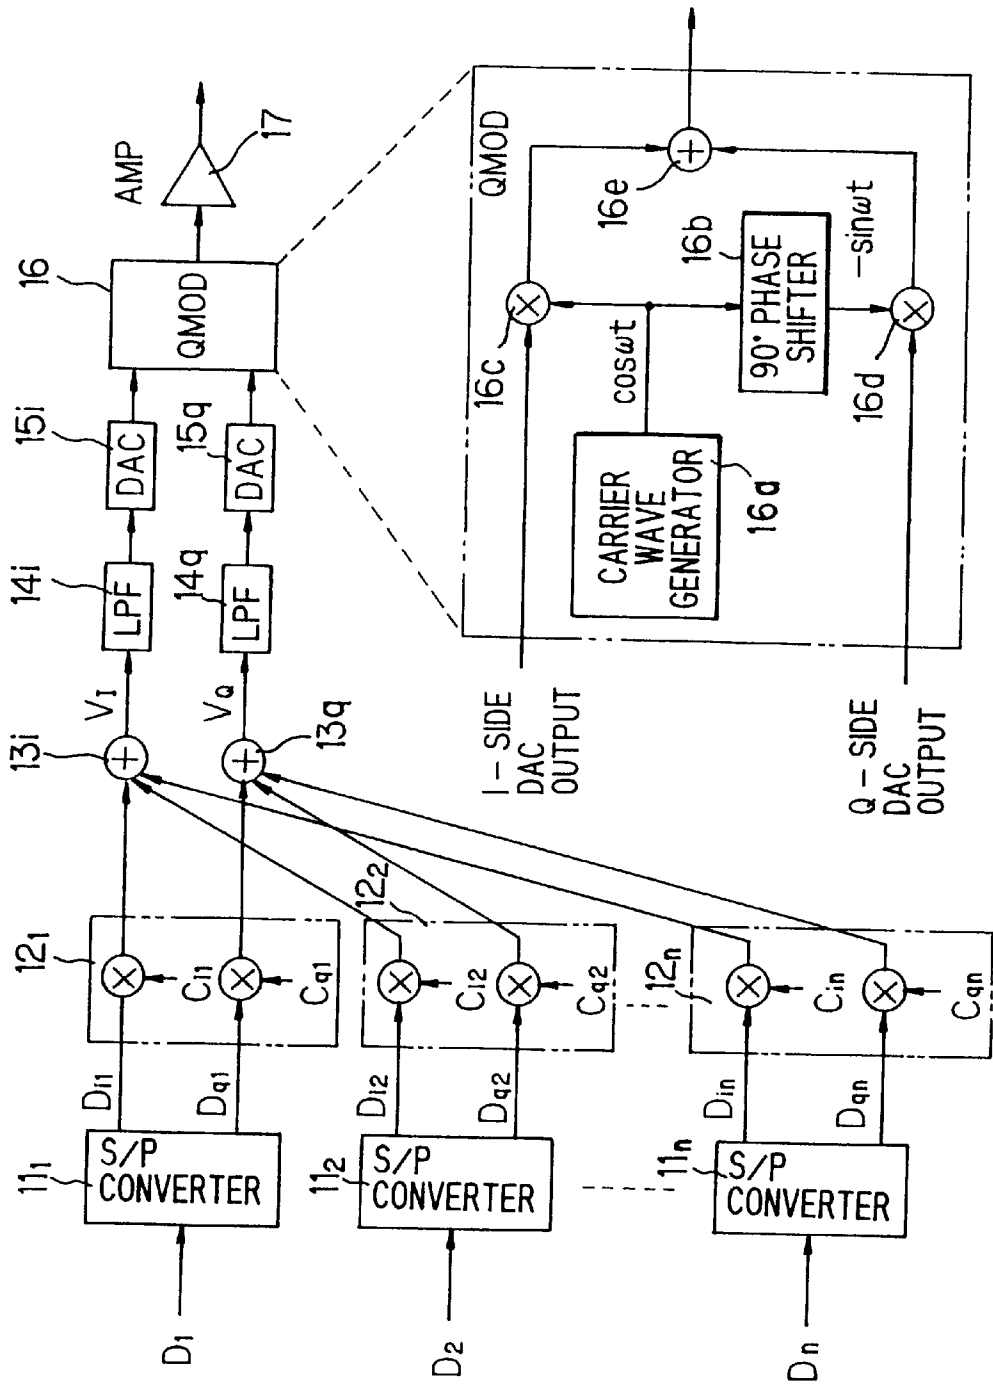 D1
S/P
CONVERTER
111
Di1
Dq1
121
Ci1
Cq1
13i
VI
13q
VQ
14i
LPF
14q
LPF
15i
DAC
15q
DAC
16
QMOD
AMP
17
D2
S/P
CONVERTER
112
Di2
Dq2
122
Ci2
Cq2
Dn
S/P
CONVERTER
11n
Din
Dqn
12n
Cin
Cqn
I-SIDE
DAC
OUTPUT
Q-SIDE
DAC
OUTPUT
QMOD
CARRIER
WAVE
GENERATOR
16a
cosωt
16c
90° PHASE
SHIFTER
16b
-sinωt
16d
16e